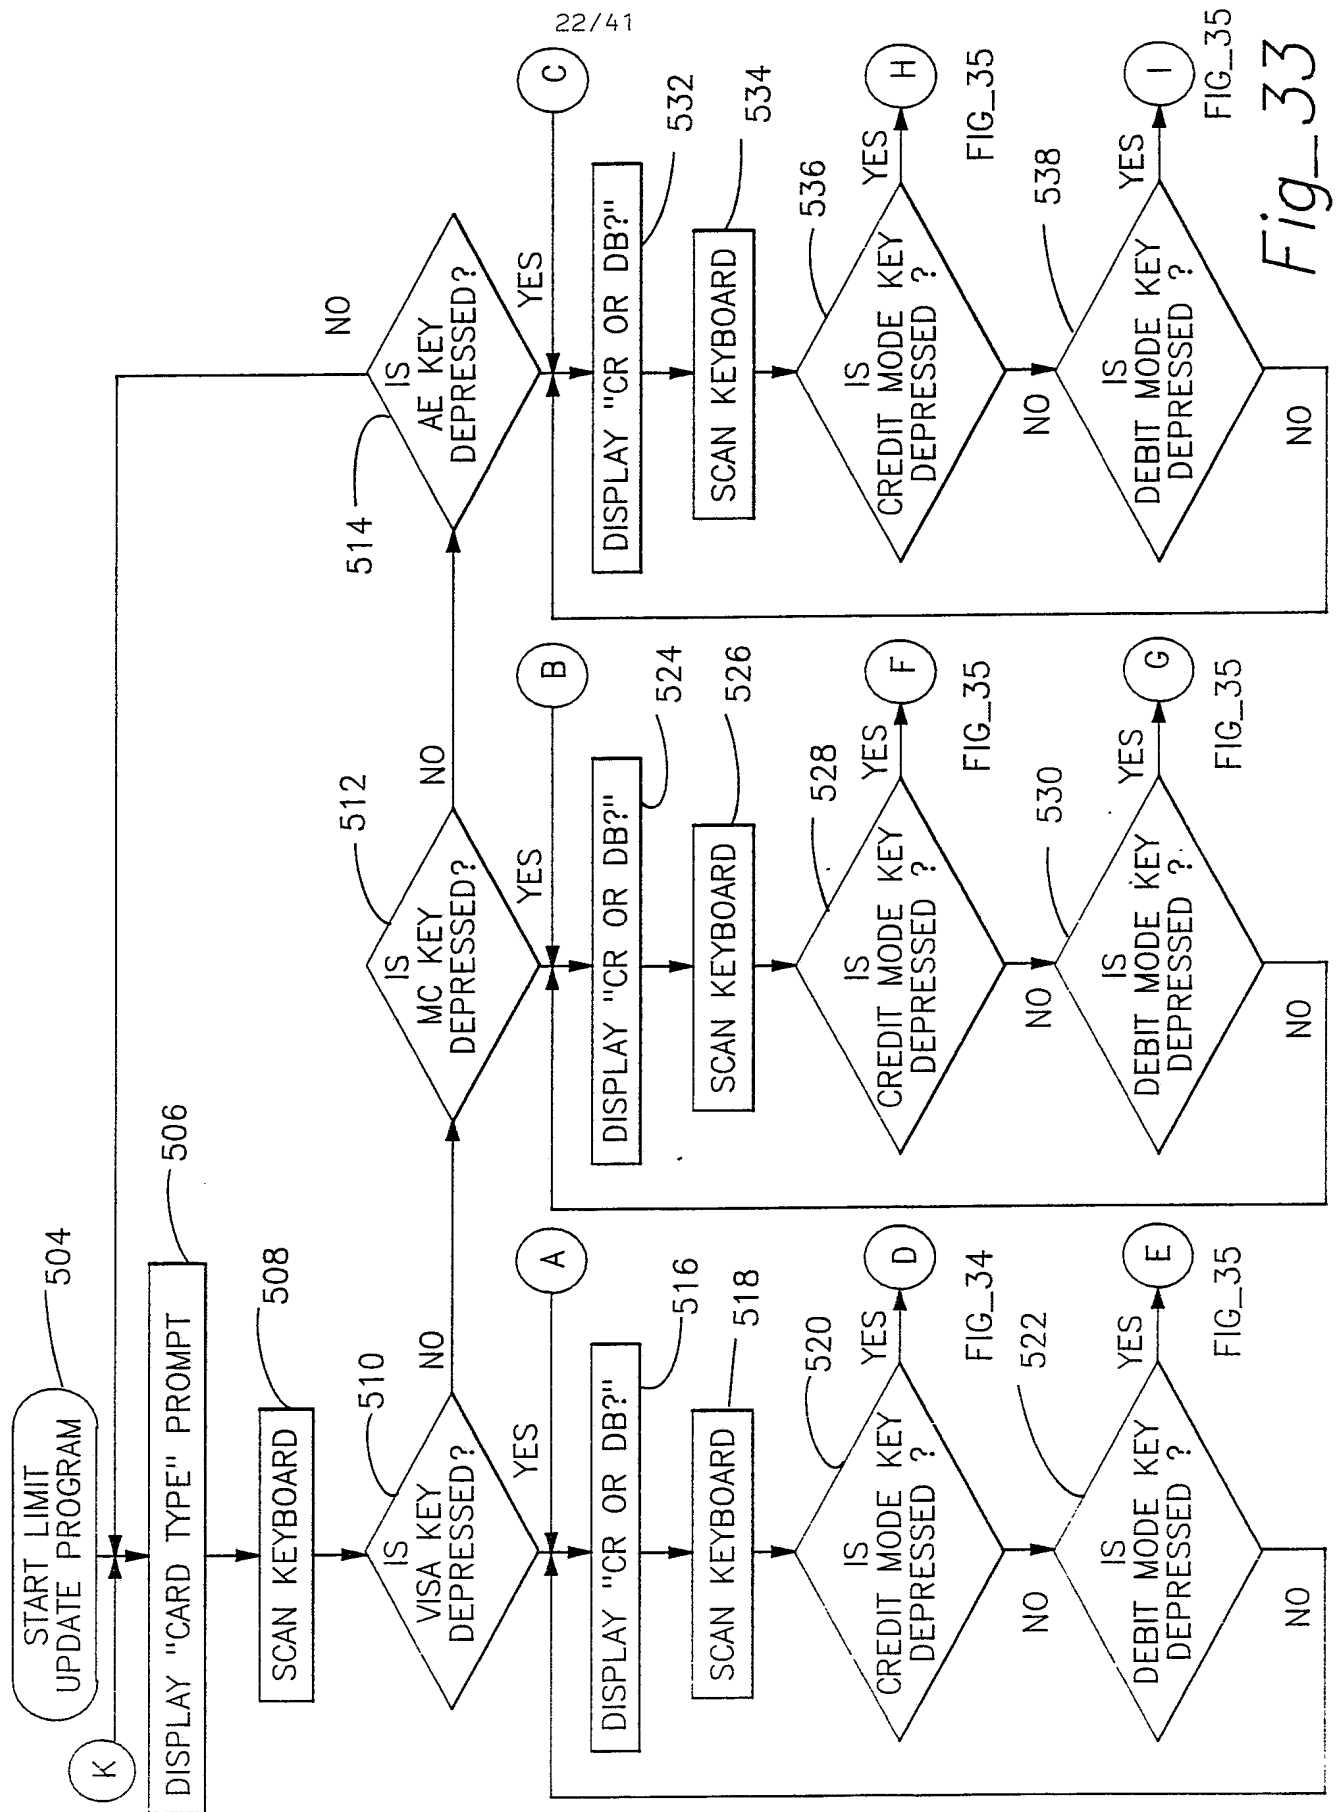 22/41
START LIMIT
UPDATE PROGRAM
504
K
DISPLAY "CARD TYPE" PROMPT
506
SCAN KEYBOARD
508
IS
VISA KEY
DEPRESSED?
510
NO
YES
IS
MC KEY
DEPRESSED?
512
NO
YES
IS
AE KEY
DEPRESSED?
514
NO
YES
A
DISPLAY "CR OR DB?"
516
SCAN KEYBOARD
518
IS
CREDIT MODE KEY
DEPRESSED ?
520
YES
D
FIG_34
NO
IS
DEBIT MODE KEY
DEPRESSED ?
522
YES
E
FIG_35
NO
B
DISPLAY "CR OR DB?"
524
SCAN KEYBOARD
526
IS
CREDIT MODE KEY
DEPRESSED ?
528
YES
F
FIG_35
NO
IS
DEBIT MODE KEY
DEPRESSED ?
530
YES
G
FIG_35
NO
C
DISPLAY "CR OR DB?"
532
SCAN KEYBOARD
534
IS
CREDIT MODE KEY
DEPRESSED ?
536
YES
H
FIG_35
NO
IS
DEBIT MODE KEY
DEPRESSED ?
538
YES
I
FIG_35
NO
Fig_33